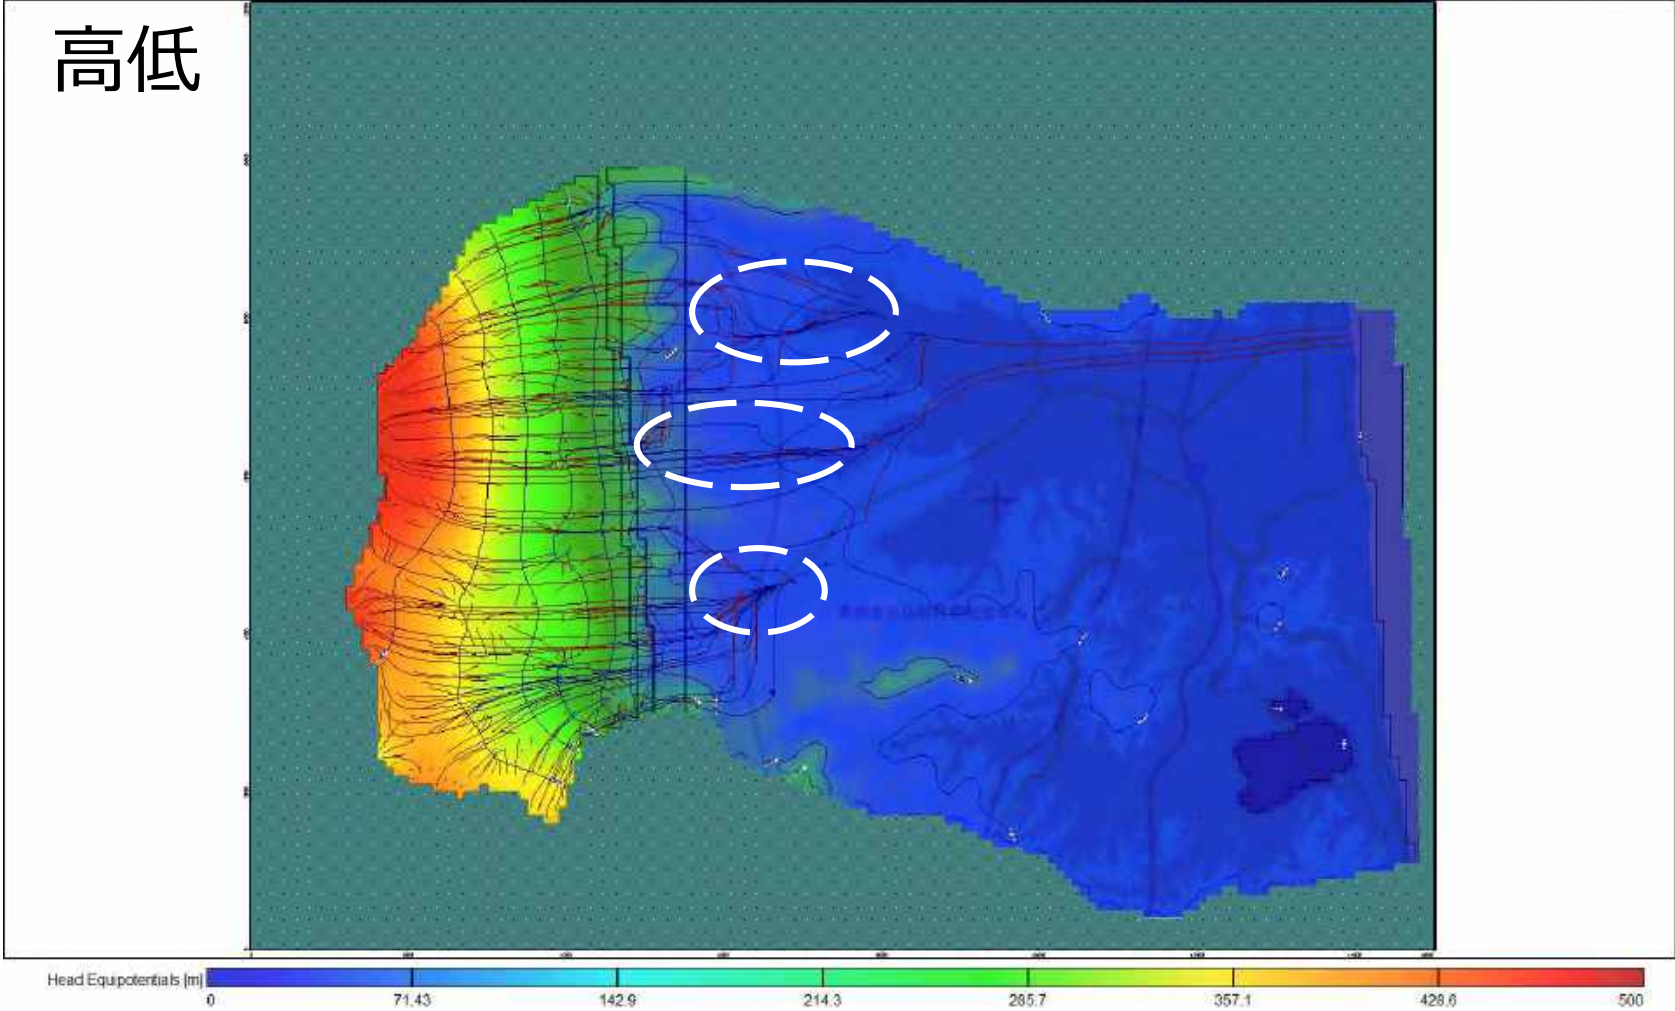 高低
Head Equipotentials [m]
0 71.43 142.9 214.3 285.7 357.1 428.6 500